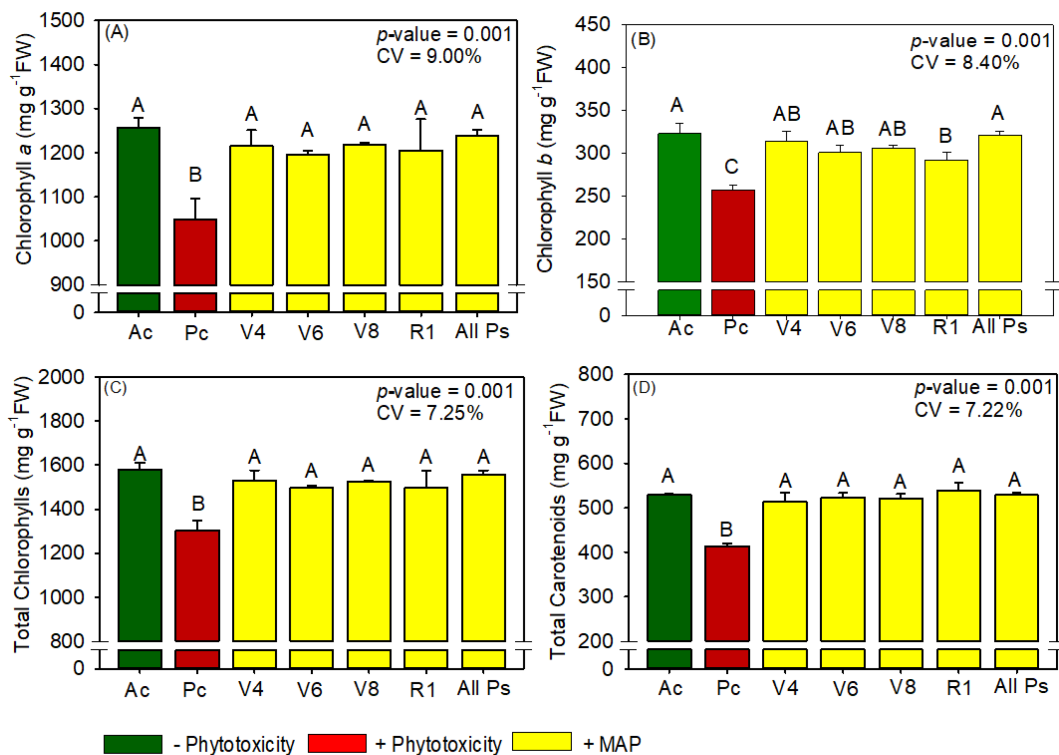 (A)
p-value = 0.001
CV = 9.00%
Chlorophyll a (mg g⁻¹FW)
1500
1400
1300
1200
1100
1000
900
0
A
B
A
A
A
A
A
Ac Pc V4 V6 V8 R1 All Ps
(B)
p-value = 0.001
CV = 8.40%
Chlorophyll b (mg g⁻¹FW)
450
400
350
300
250
200
150
0
A
C
AB
AB
AB
B
A
Ac Pc V4 V6 V8 R1 All Ps
(C)
p-value = 0.001
CV = 7.25%
Total Chlorophylls (mg g⁻¹FW)
2000
1800
1600
1400
1200
1000
800
0
A
B
A
A
A
A
A
Ac Pc V4 V6 V8 R1 All Ps
(D)
p-value = 0.001
CV = 7.22%
Total Carotenoids (mg g⁻¹FW)
800
700
600
500
400
300
200
0
A
B
A
A
A
A
A
Ac Pc V4 V6 V8 R1 All Ps
- Phytotoxicity + Phytotoxicity + MAP